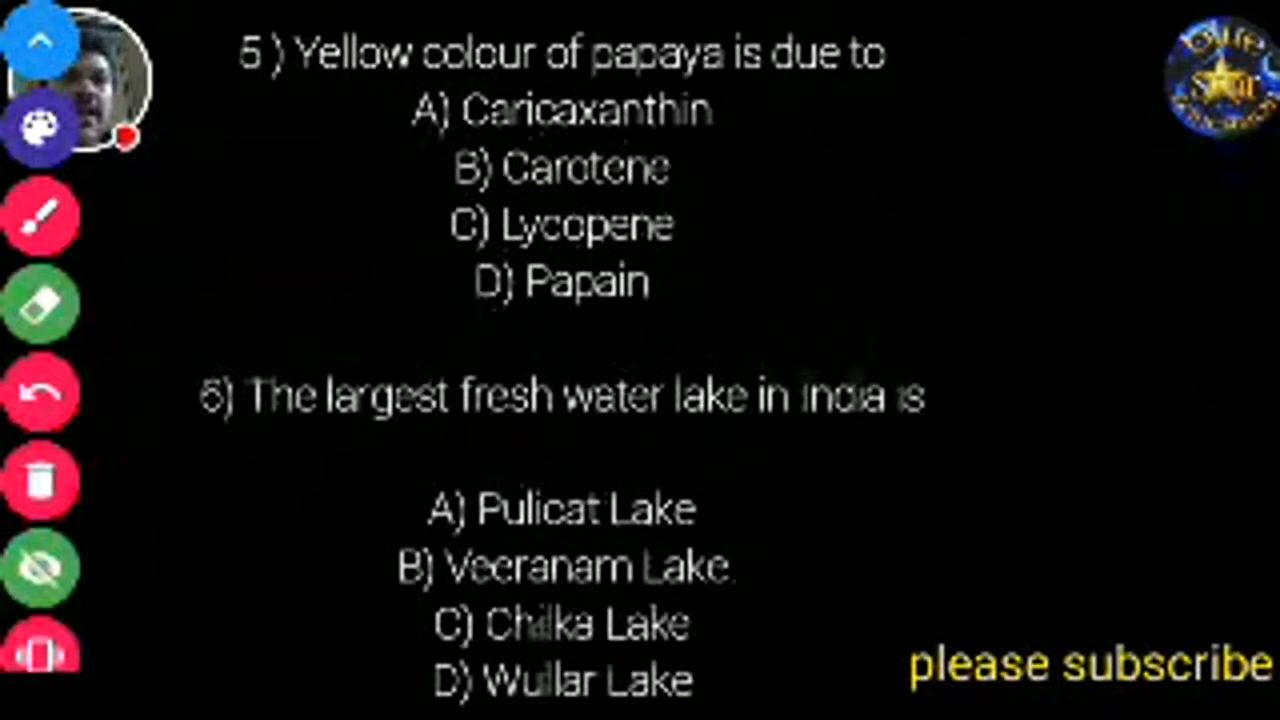 5 ) Yellow colour of papaya is due to
A) Caricaxanthin
B) Carotene
C) Lycopene
D) Papain
6) The largest fresh water lake in India is
A) Pulicat Lake
B) Veeranam Lake.
C) Chilka Lake
D) Wullar Lake
please subscribe
Star